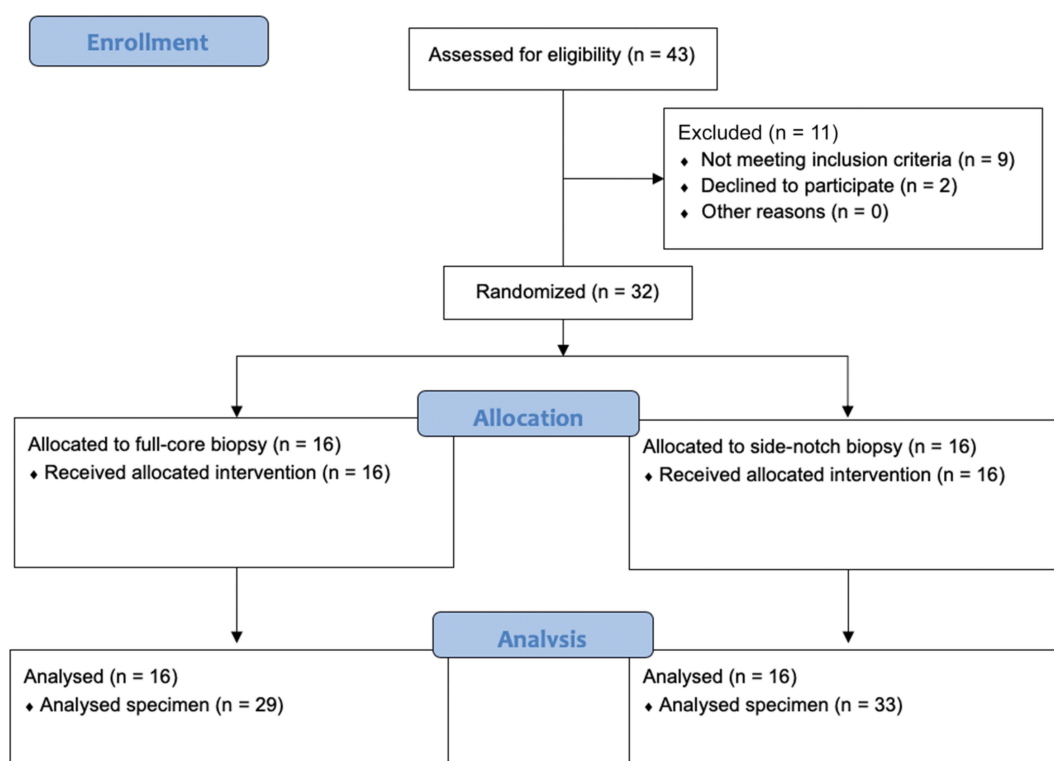 Enrollment
Assessed for eligibility (n = 43)
Excluded (n = 11)
♦ Not meeting inclusion criteria (n = 9)
♦ Declined to participate (n = 2)
♦ Other reasons (n = 0)
Randomized (n = 32)
Allocation
Allocated to full-core biopsy (n = 16)
♦ Received allocated intervention (n = 16)
Allocated to side-notch biopsy (n = 16)
♦ Received allocated intervention (n = 16)
Analysis
Analysed (n = 16)
♦ Analysed specimen (n = 29)
Analysed (n = 16)
♦ Analysed specimen (n = 33)